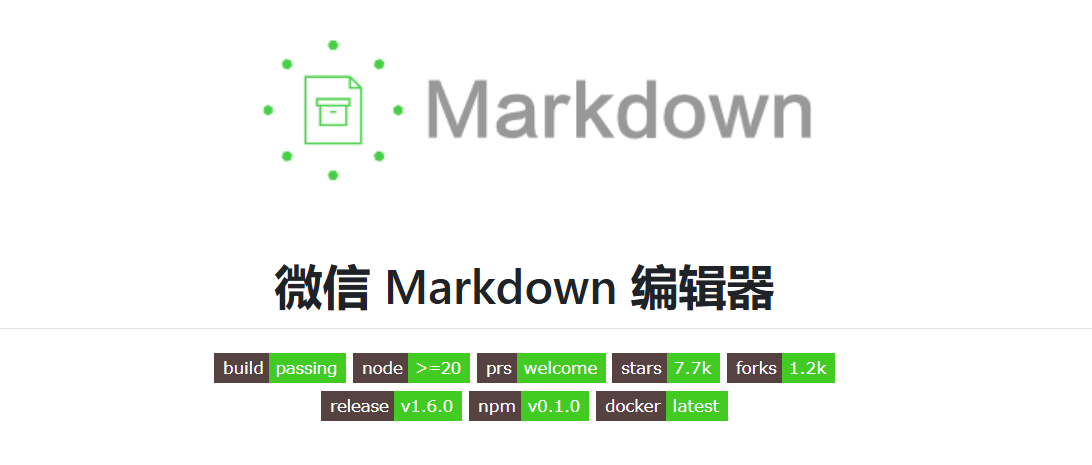 Markdown
微信 Markdown 编辑器
build passing node >=20 prs welcome stars 7.7k forks 1.2k
release v1.6.0 npm v0.1.0 docker latest